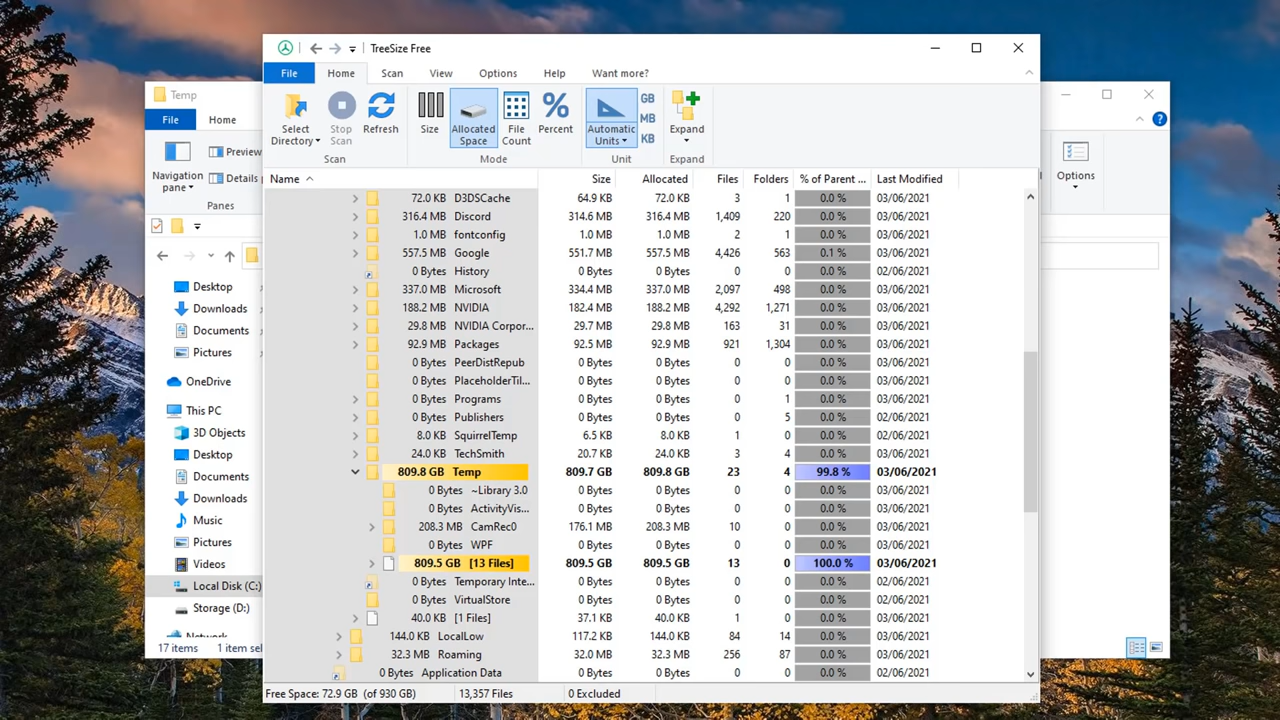 TreeSize Free
File Home Scan View Options Help Want more?
Select Directory
Stop Scan
Refresh
Size
Allocated Space
File Count
Percent
Automatic Units
GB
MB
KB
Expand
Scan Mode Unit Expand
Name Size Allocated Files Folders % of Parent ... Last Modified
72.0 KB D3DSCache 64.9 KB 72.0 KB 3 1 0.0 % 03/06/2021
316.4 MB Discord 314.6 MB 316.4 MB 1,409 220 0.0 % 03/06/2021
1.0 MB fontconfig 1.0 MB 1.0 MB 2 1 0.0 % 03/06/2021
557.5 MB Google 551.7 MB 557.5 MB 4,426 563 0.1 % 03/06/2021
0 Bytes History 0 Bytes 0 Bytes 0 0 0.0 % 02/06/2021
337.0 MB Microsoft 334.4 MB 337.0 MB 2,097 498 0.0 % 03/06/2021
188.2 MB NVIDIA 182.4 MB 188.2 MB 4,292 1,271 0.0 % 03/06/2021
29.8 MB NVIDIA Corpor... 29.7 MB 29.8 MB 163 31 0.0 % 03/06/2021
92.9 MB Packages 92.5 MB 92.9 MB 921 1,304 0.0 % 03/06/2021
0 Bytes PeerDistRepub 0 Bytes 0 Bytes 0 0 0.0 % 03/06/2021
0 Bytes PlaceholderTil... 0 Bytes 0 Bytes 0 0 0.0 % 03/06/2021
0 Bytes Programs 0 Bytes 0 Bytes 0 1 0.0 % 03/06/2021
0 Bytes Publishers 0 Bytes 0 Bytes 0 5 0.0 % 02/06/2021
8.0 KB SquirrelTemp 6.5 KB 8.0 KB 1 0 0.0 % 02/06/2021
24.0 KB TechSmith 20.7 KB 24.0 KB 3 4 0.0 % 03/06/2021
809.8 GB Temp 809.7 GB 809.8 GB 23 4 99.8 % 03/06/2021
0 Bytes ~Library 3.0 0 Bytes 0 Bytes 0 0 0.0 % 03/06/2021
0 Bytes ActivityVis... 0 Bytes 0 Bytes 0 0 0.0 % 03/06/2021
208.3 MB CamRec0 176.1 MB 208.3 MB 10 0 0.0 % 03/06/2021
0 Bytes WPF 0 Bytes 0 Bytes 0 0 0.0 % 03/06/2021
809.5 GB [13 Files] 809.5 GB 809.5 GB 13 0 100.0 % 03/06/2021
0 Bytes Temporary Inte... 0 Bytes 0 Bytes 0 0 0.0 % 02/06/2021
0 Bytes VirtualStore 0 Bytes 0 Bytes 0 0 0.0 % 02/06/2021
40.0 KB [1 Files] 37.1 KB 40.0 KB 1 0 0.0 % 03/06/2021
144.0 KB LocalLow 117.2 KB 144.0 KB 84 14 0.0 % 03/06/2021
32.3 MB Roaming 32.0 MB 32.3 MB 256 87 0.0 % 03/06/2021
0 Bytes Application Data 0 Bytes 0 Bytes 0 0 0.0 % 02/06/2021
Free Space: 72.9 GB (of 930 GB) 13,357 Files 0 Excluded
Temp
File Home
Navigation pane
Preview
Details
Panes
Options
Desktop
Downloads
Documents
Pictures
OneDrive
This PC
3D Objects
Desktop
Documents
Downloads
Music
Pictures
Videos
Local Disk (C:)
Storage (D:)
Network
17 items 1 item sel